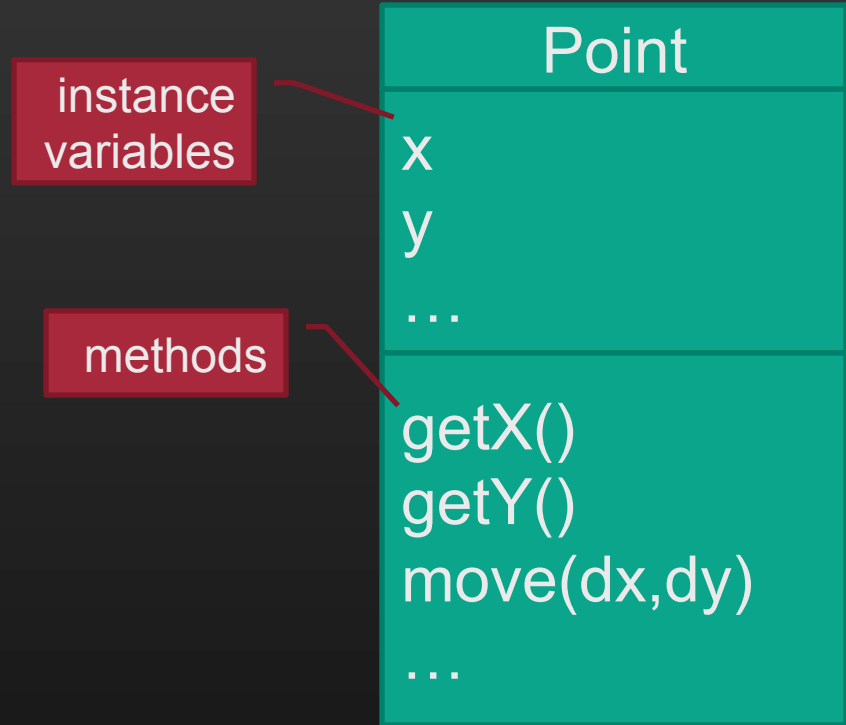 Point
instance
variables
x
y
…
methods
getX()
getY()
move(dx,dy)
…